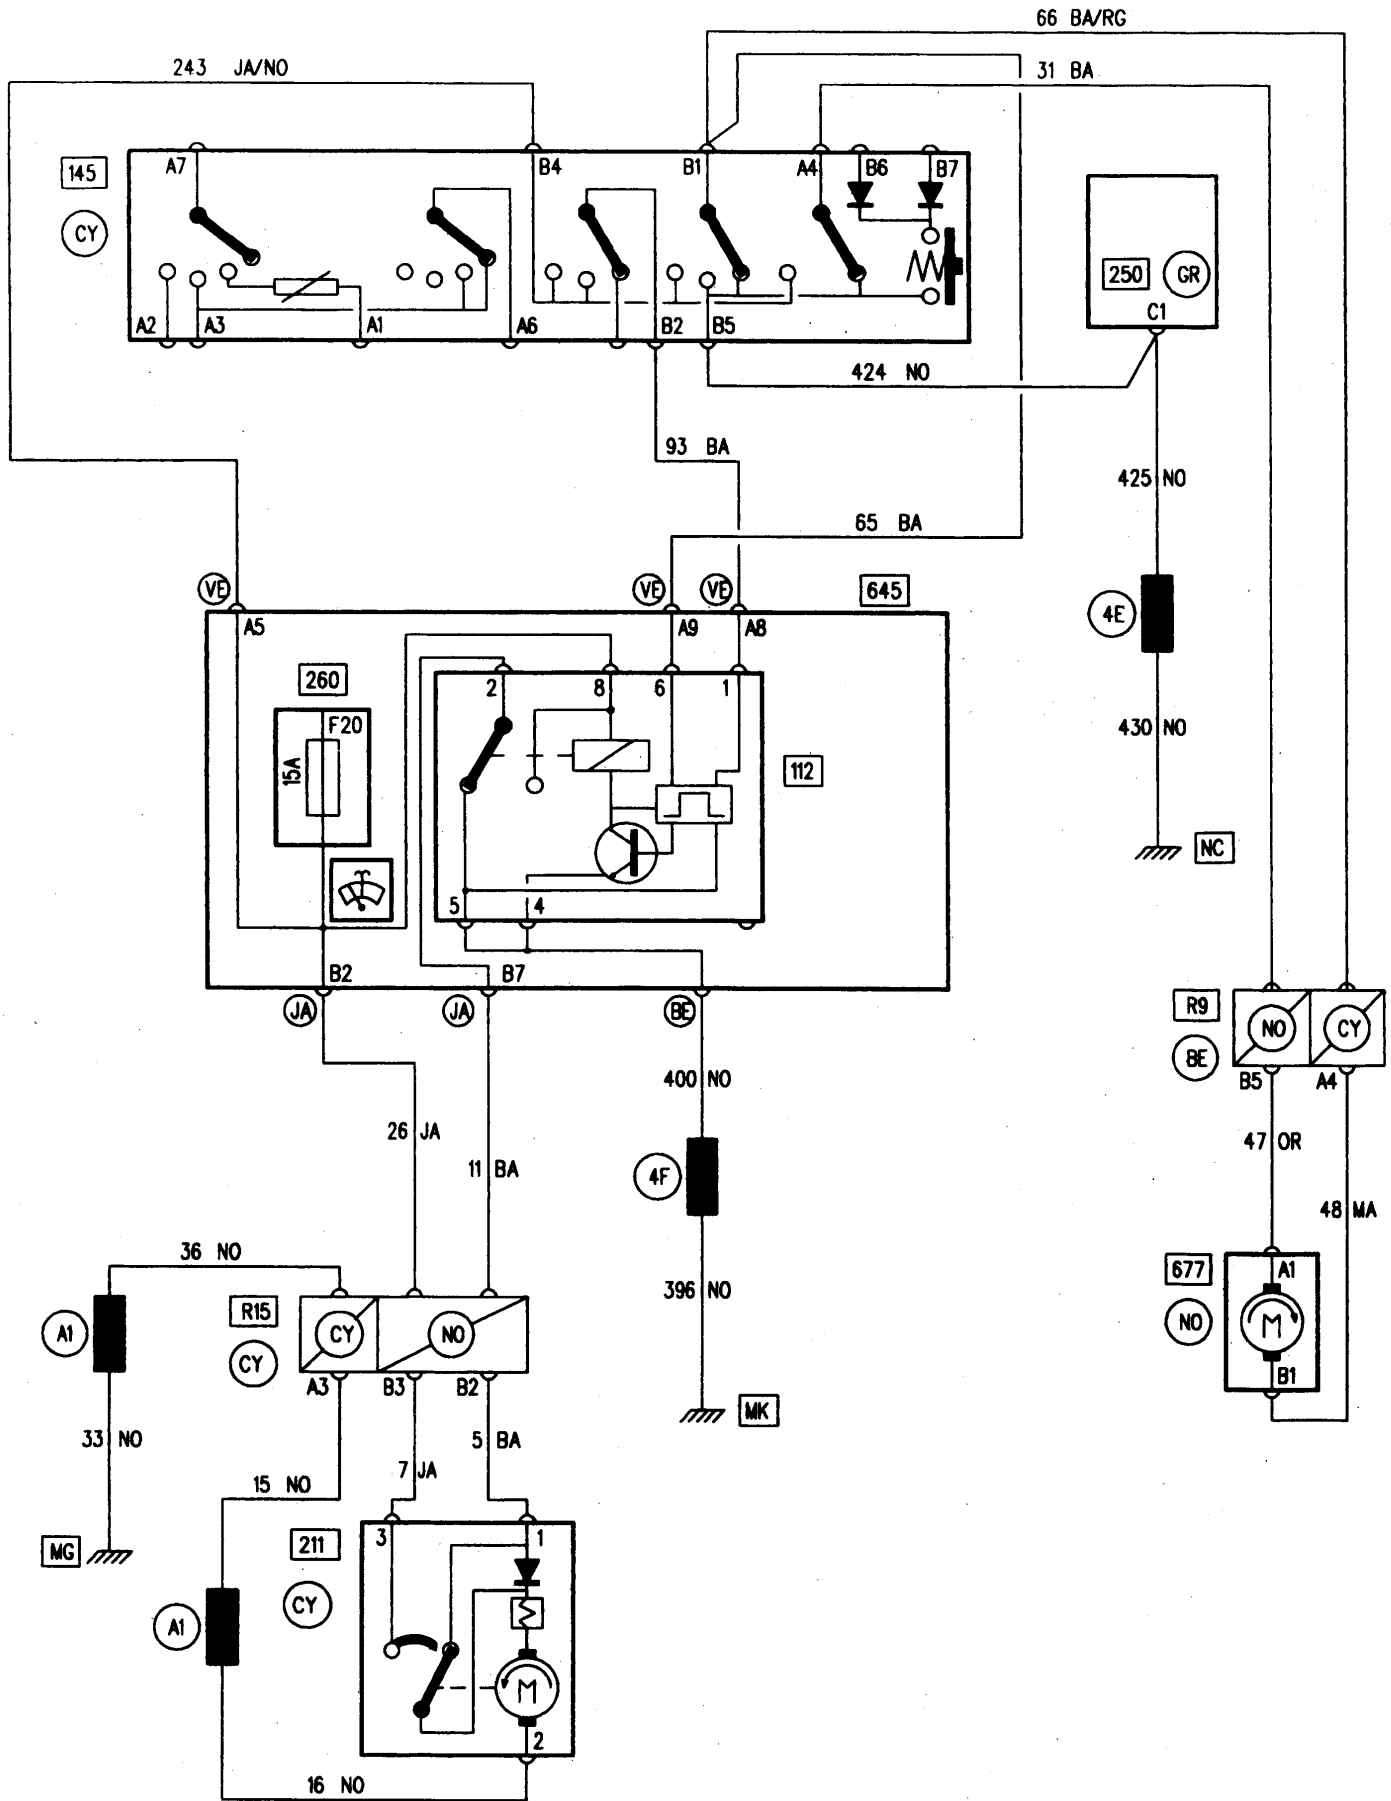 66 BA/RG
243 JA/NO
31 BA
145
A7
B4
B1
A4
B6
B7
CY
250
GR
C1
A2
A3
A1
A6
B2
B5
424 NO
93 BA
425 NO
65 BA
VE
VE
VE
645
A5
A9
A8
4E
260
2
8
6
1
F20
15A
430 NO
112
NC
5
4
B2
B7
JA
JA
BE
R9
NO
CY
BE
B5
A4
400 NO
26 JA
11 BA
47 OR
4F
48 MA
36 NO
396 NO
677
A1
R15
A1
CY
NO
NO
M
CY
B1
A3
B3
B2
MK
33 NO
5 BA
7 JA
15 NO
3
1
211
MG
CY
A1
M
2
16 NO